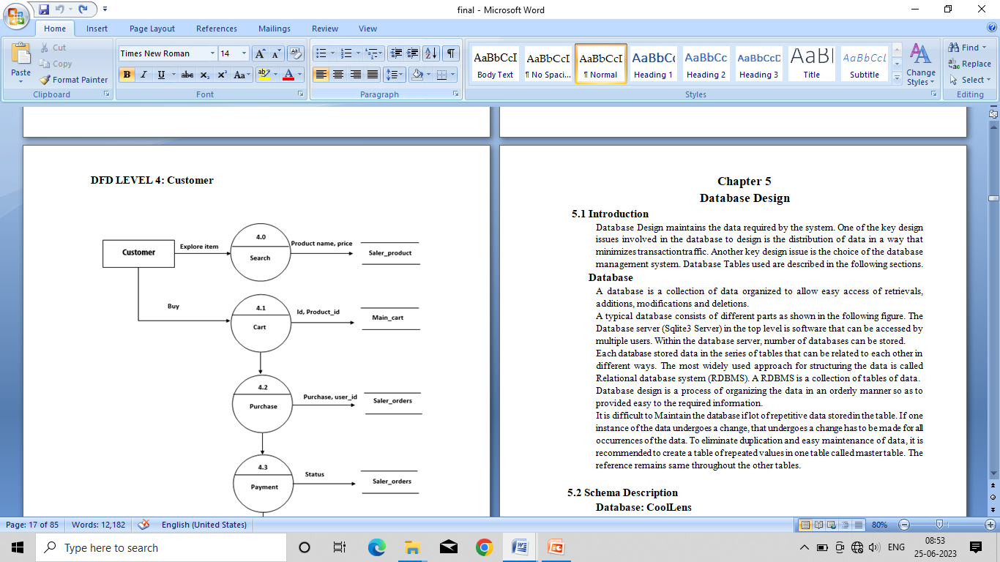 final - Microsoft Word
Home Insert Page Layout References Mailings Review View
Paste
Cut
Copy
Format Painter
Clipboard
Times New Roman 14
Font
Paragraph
AaBbCcI AaBbCcI AaBbCcI AaBbCc AaBbCc AaBbCcD AaBl AaBbCcL
Body Text ¶ No Spaci... ¶ Normal Heading 1 Heading 2 Heading 3 Title Subtitle
Change Styles
Styles
Find
Replace
Select
Editing
DFD LEVEL 4: Customer
Customer
Explore item
4.0
Search
Product name, price
Saler_product
Buy
4.1
Cart
Id, Product_id
Main_cart
4.2
Purchase
Purchase, user_id
Saler_orders
4.3
Payment
Status
Saler_orders
Chapter 5
Database Design
5.1 Introduction
Database Design maintains the data required by the system. One of the key design
issues involved in the database to design is the distribution of data in a way that
minimizes transaction traffic. Another key design issue is the choice of the database
management system. Database Tables used are described in the following sections.
Database
A database is a collection of data organized to allow easy access of retrievals,
additions, modifications and deletions.
A typical database consists of different parts as shown in the following figure. The
Database server (Sqlite3 Server) in the top level is software that can be accessed by
multiple users. Within the database server, number of databases can be stored.
Each database stored data in the series of tables that can be related to each other in
different ways. The most widely used approach for structuring the data is called
Relational database system (RDBMS). A RDBMS is a collection of tables of data.
Database design is a process of organizing the data in an orderly manner so as to
provided easy to the required information.
It is difficult to Maintain the database if lot of repetitive data stored in the table. If one
instance of the data undergoes a change, that undergoes a change has to be made for all
occurrences of the data. To eliminate duplication and easy maintenance of data, it is
recommended to create a table of repeated values in one table called master table. The
reference remains same throughout the other tables.
5.2 Schema Description
Database: CoolLens
Page: 17 of 85 Words: 12,182 English (United States) 80%
Type here to search
ENG
08:53
25-06-2023